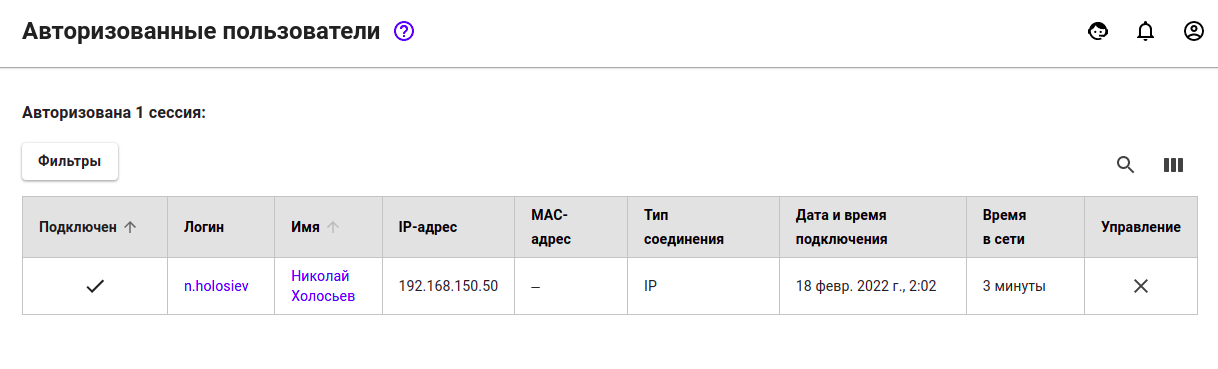 Авторизованные пользователи
Авторизована 1 сессия:
Фильтры
Подключен Логин Имя IP-адрес MAC-адрес Тип соединения Дата и время подключения Время в сети Управление
n.holosiev Николай Холосьев 192.168.150.50 – IP 18 февр. 2022 г., 2:02 3 минуты